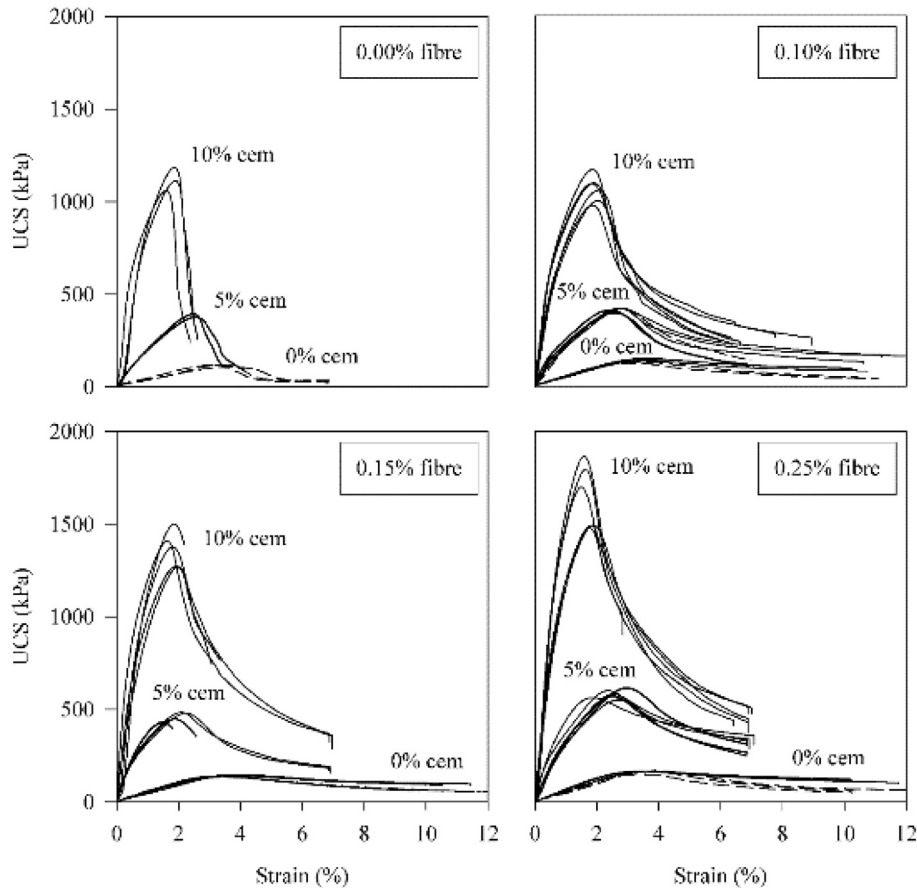 2000
0.00% fibre
0.10% fibre
1500
10% cem
10% cem
UCS (kPa)
1000
5% cem
5% cem
500
0% cem
0% cem
0
2000
0.15% fibre
10% cem
0.25% fibre
1500
10% cem
UCS (kPa)
1000
5% cem
5% cem
500
0% cem
0% cem
0
0 2 4 6 8 10 12 0 2 4 6 8 10 12
Strain (%) Strain (%)